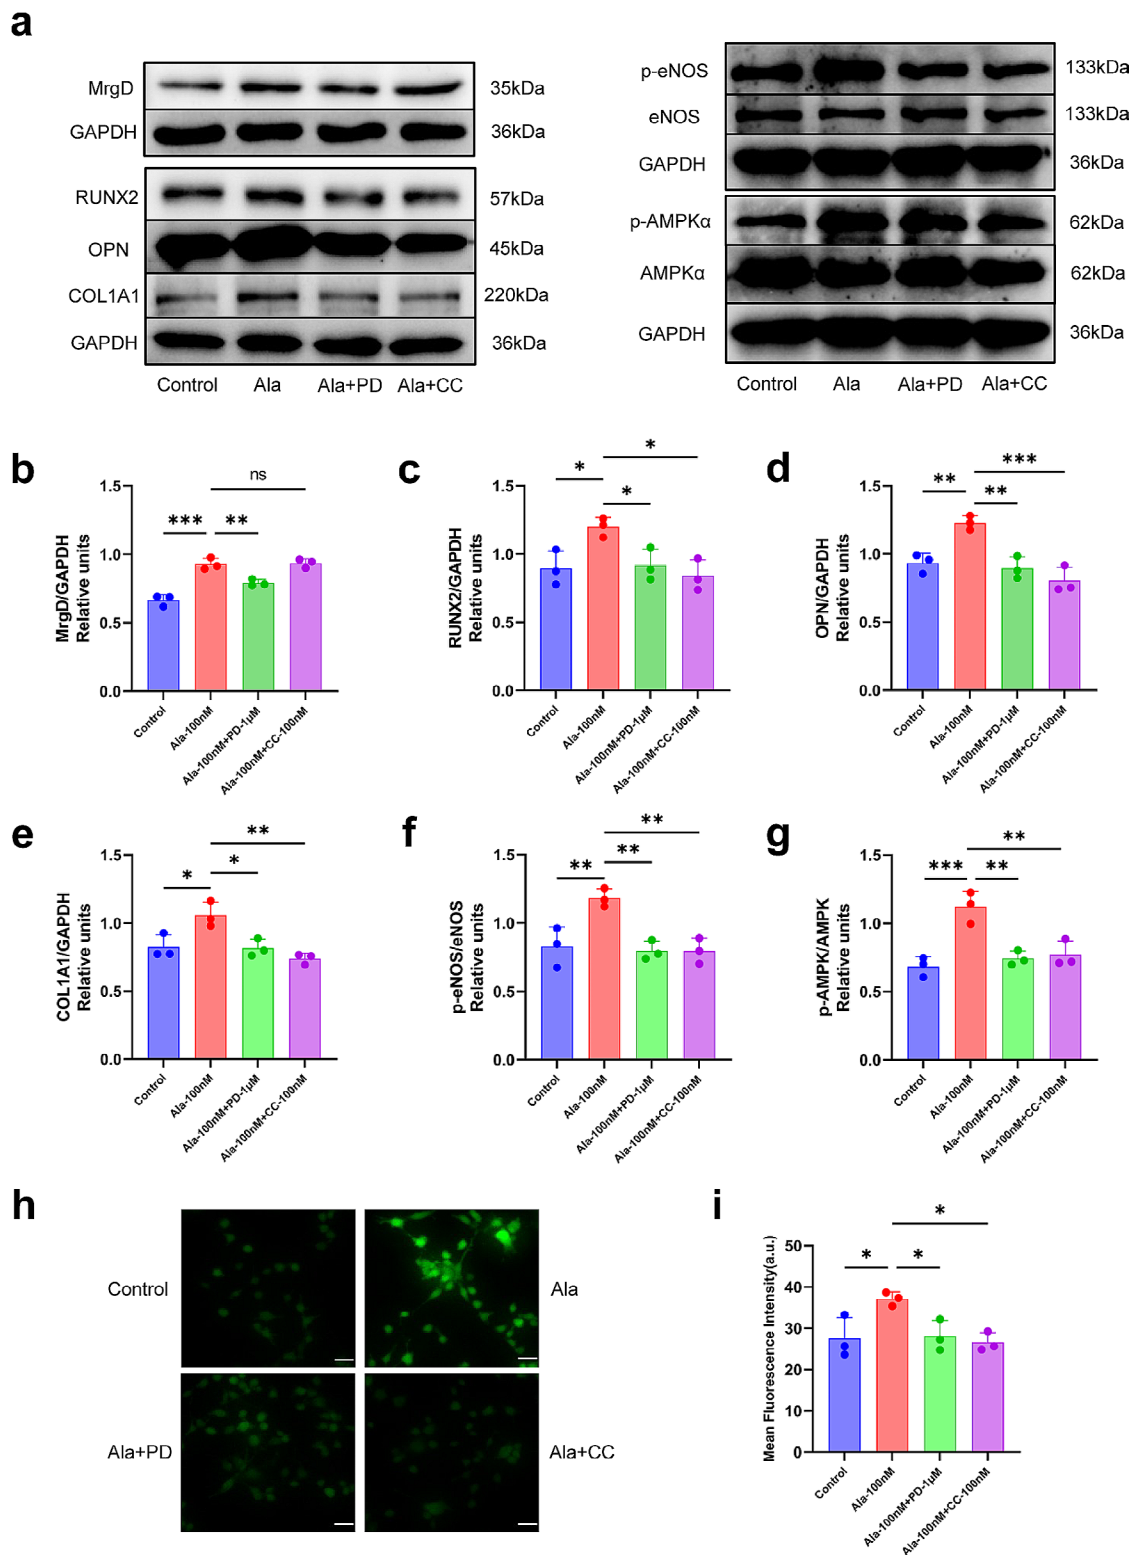 a
MrgD
35kDa
GAPDH
36kDa
RUNX2
57kDa
OPN
45kDa
COL1A1
220kDa
GAPDH
36kDa
Control Ala Ala+PD Ala+CC
p-eNOS
133kDa
eNOS
133kDa
GAPDH
36kDa
p-AMPKα
62kDa
AMPKα
62kDa
GAPDH
36kDa
Control Ala Ala+PD Ala+CC
b
ns
*** **
1.5
1.0
0.5
0.0
MrgD/GAPDH
Relative units
Control
Ala-100nM
Ala-100nM+PD-1μM
Ala-100nM+CC-100nM
c
*
* *
1.5
1.0
0.5
0.0
RUNX2/GAPDH
Relative units
Control
Ala-100nM
Ala-100nM+PD-1μM
Ala-100nM+CC-100nM
d
***
** **
1.5
1.0
0.5
0.0
OPN/GAPDH
Relative units
Control
Ala-100nM
Ala-100nM+PD-1μM
Ala-100nM+CC-100nM
e
**
* *
1.5
1.0
0.5
0.0
COL1A1/GAPDH
Relative units
Control
Ala-100nM
Ala-100nM+PD-1μM
Ala-100nM+CC-100nM
f
**
** **
1.5
1.0
0.5
0.0
p-eNOS/eNOS
Relative units
Control
Ala-100nM
Ala-100nM+PD-1μM
Ala-100nM+CC-100nM
g
**
*** **
1.5
1.0
0.5
0.0
p-AMPK/AMPK
Relative units
Control
Ala-100nM
Ala-100nM+PD-1μM
Ala-100nM+CC-100nM
h
Control
Ala
Ala+PD
Ala+CC
i
*
* *
50
40
30
20
10
0
Mean Fluorescence Intensity(a.u.)
Control
Ala-100nM
Ala-100nM+PD-1μM
Ala-100nM+CC-100nM